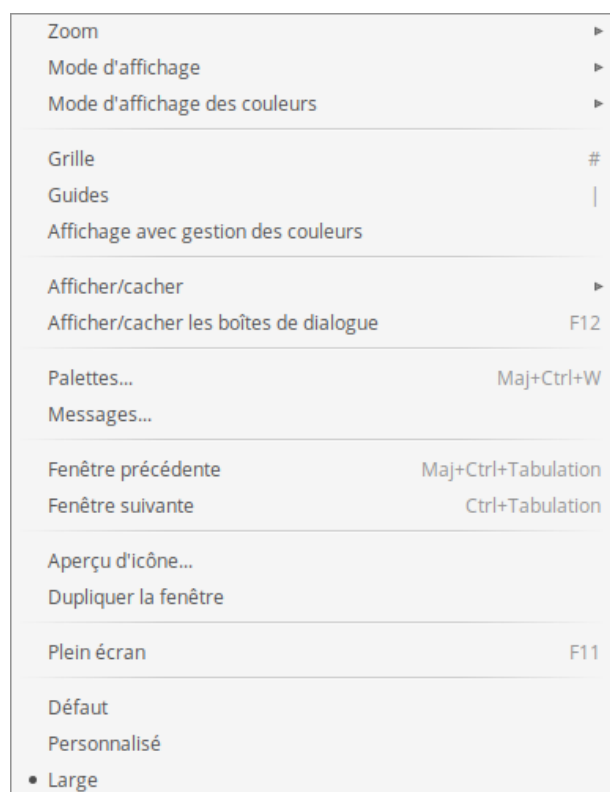 Zoom
Mode d'affichage
Mode d'affichage des couleurs
Grille #
Guides |
Affichage avec gestion des couleurs
Afficher/cacher
Afficher/cacher les boîtes de dialogue F12
Palettes... Maj+Ctrl+W
Messages...
Fenêtre précédente Maj+Ctrl+Tabulation
Fenêtre suivante Ctrl+Tabulation
Aperçu d'icône...
Dupliquer la fenêtre
Plein écran F11
Défaut
Personnalisé
Large